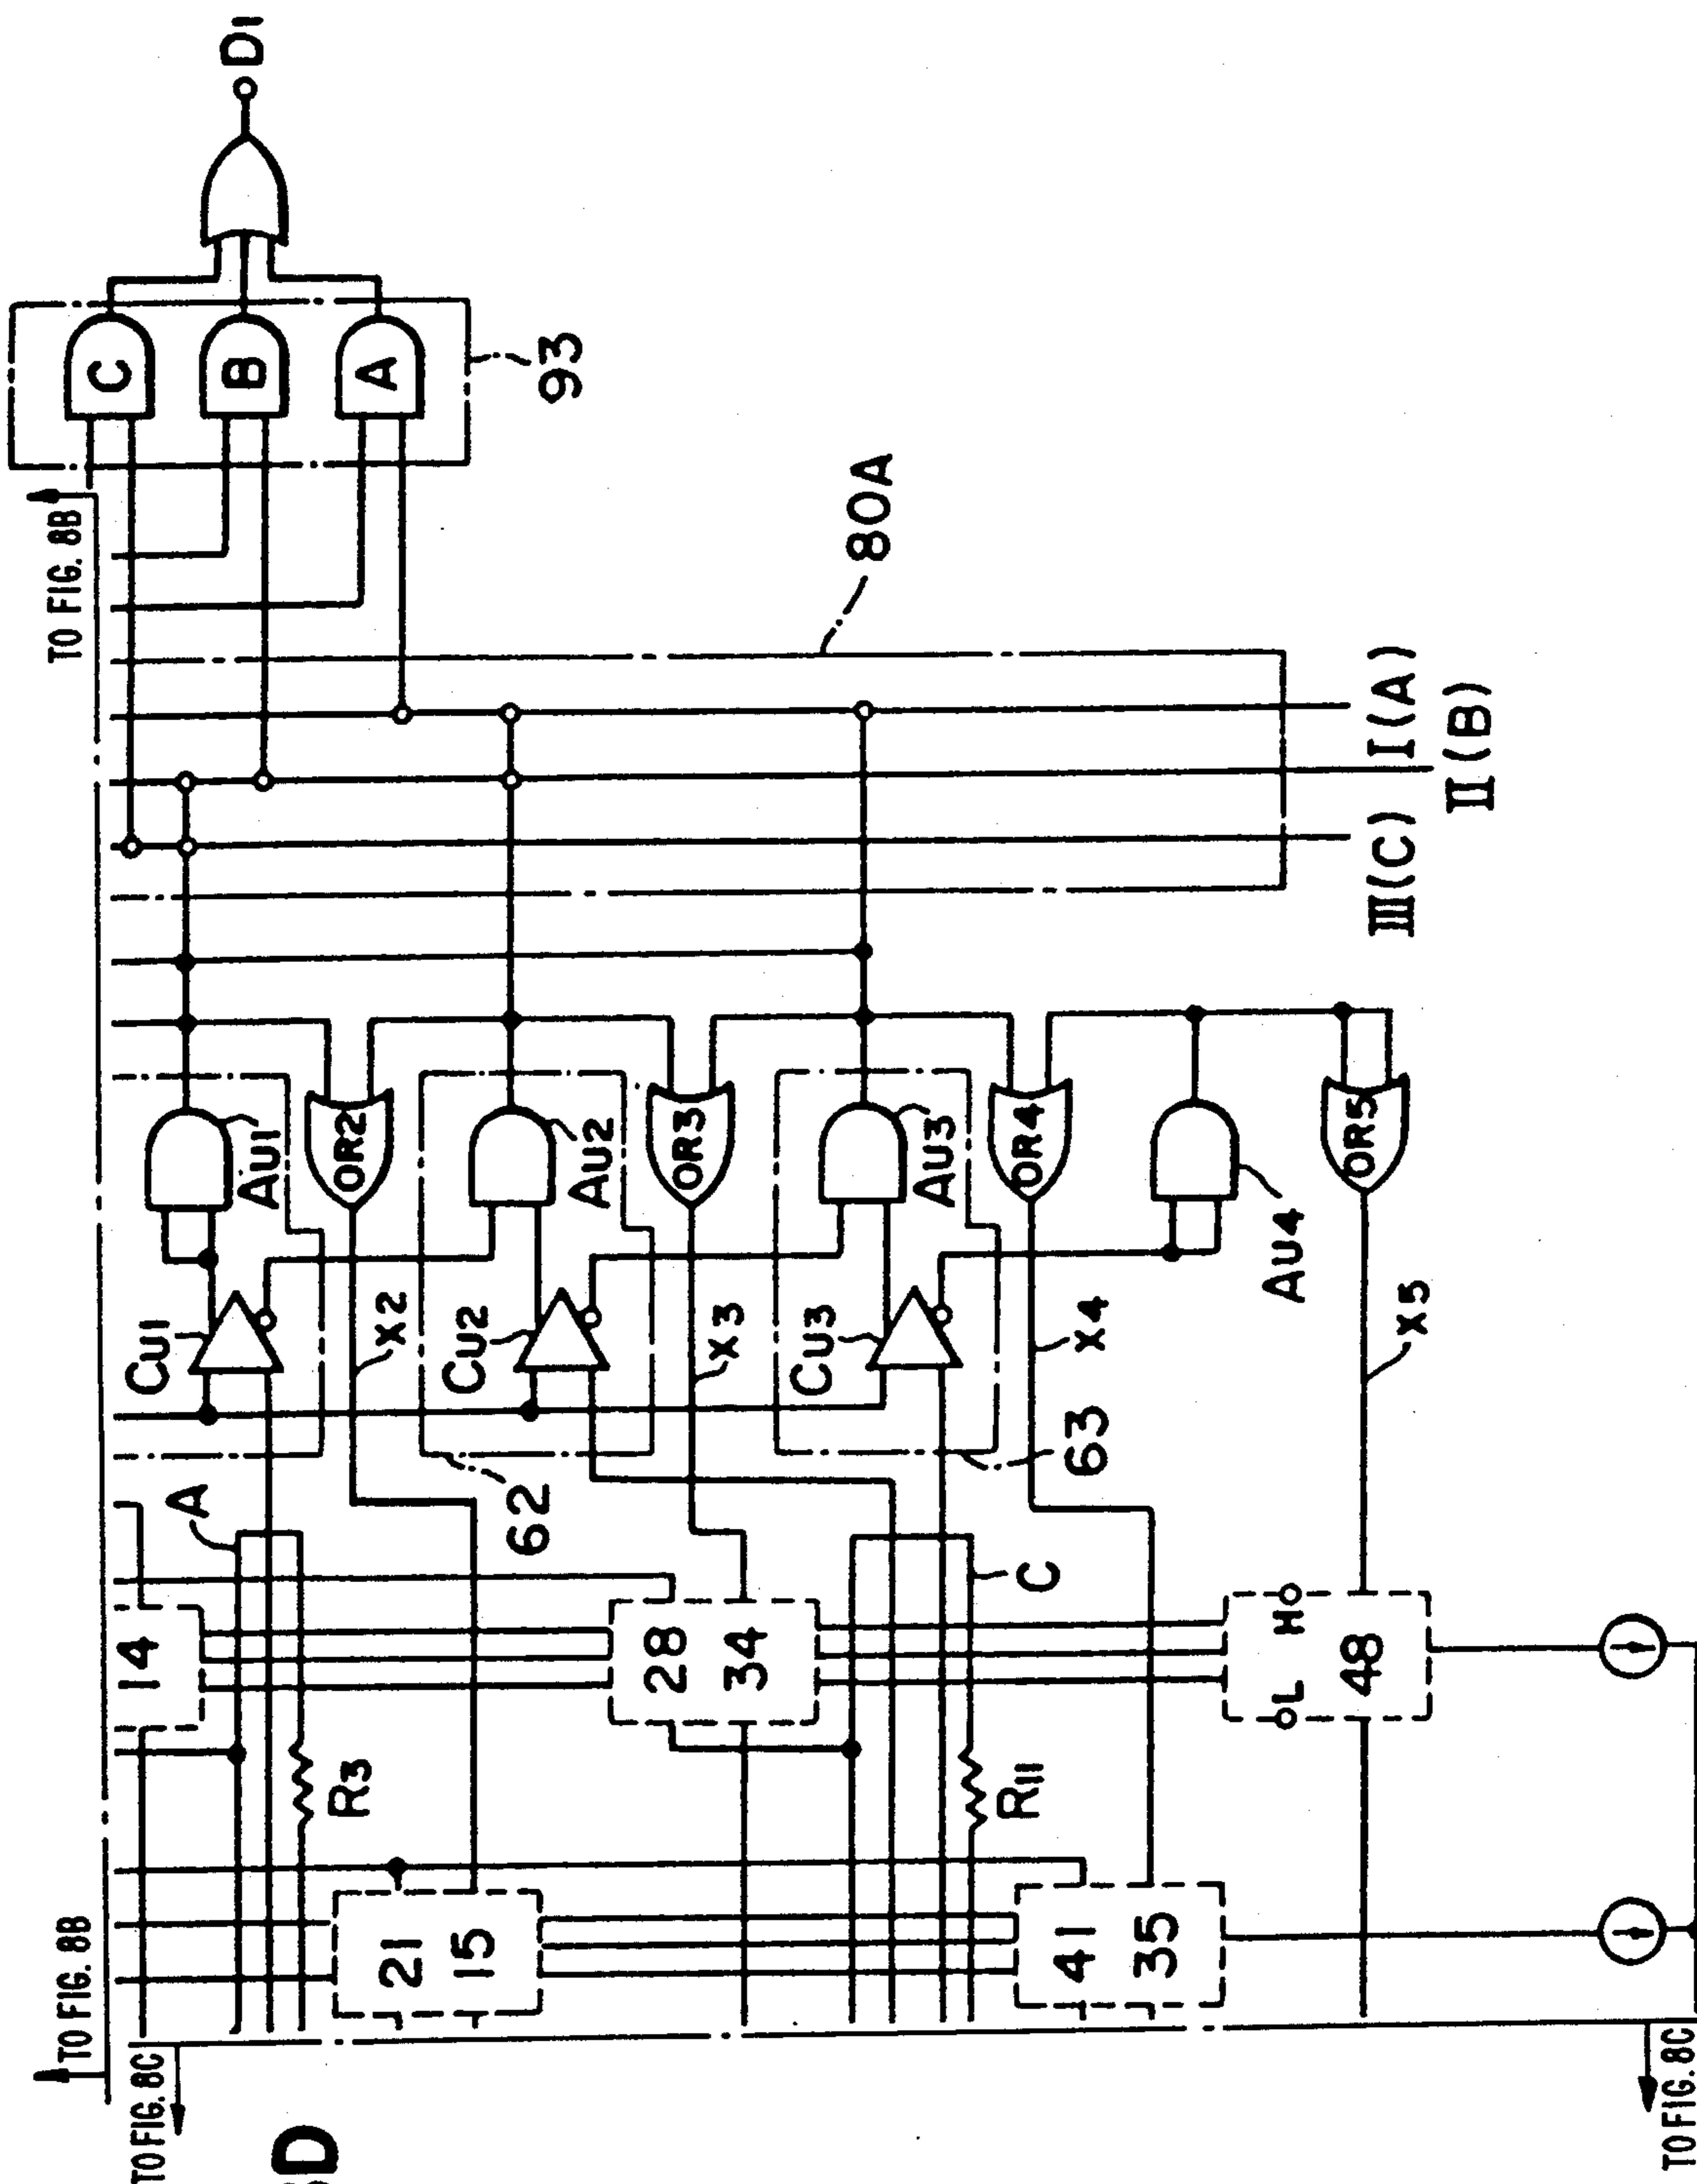 D1
C
B
A
93
TO FIG. 8B
80A
I(A)
II(B)
III(C)
AU1
OR2
AU2
OR3
AU3
OR4
AU4
OR5
CU1
X2
CU2
X3
CU3
X4
X5
A
62
63
C
14
28
34
L
H
48
R3
R11
21
15
41
35
TO FIG. 8B
TO FIG. 8C
TO FIG. 8C
D